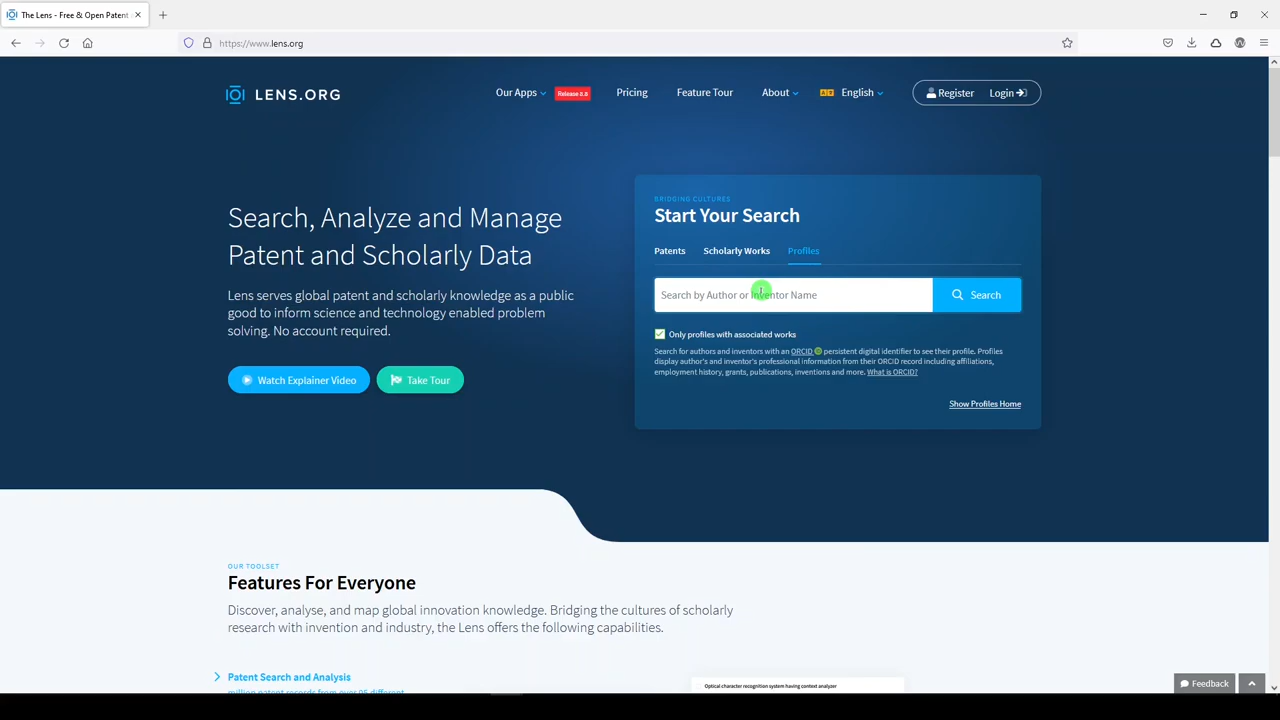 The Lens - Free & Open Patent
https://www.lens.org
LENS.ORG
Our Apps
Release 8.8
Pricing
Feature Tour
About
English
Register
Login
Search, Analyze and Manage
Patent and Scholarly Data
Lens serves global patent and scholarly knowledge as a public
good to inform science and technology enabled problem
solving. No account required.
Watch Explainer Video
Take Tour
BRIDGING CULTURES
Start Your Search
Patents
Scholarly Works
Profiles
Search by Author or Inventor Name
Search
Only profiles with associated works
Search for authors and inventors with an ORCID persistent digital identifier to see their profile. Profiles
display author's and inventor's professional information from their ORCID record including affiliations,
employment history, grants, publications, inventions and more. What is ORCID?
Show Profiles Home
OUR TOOLSET
Features For Everyone
Discover, analyse, and map global innovation knowledge. Bridging the cultures of scholarly
research with invention and industry, the Lens offers the following capabilities.
Patent Search and Analysis
million patent records from over 95 different
Optical character recognition system having context analyzer
Feedback